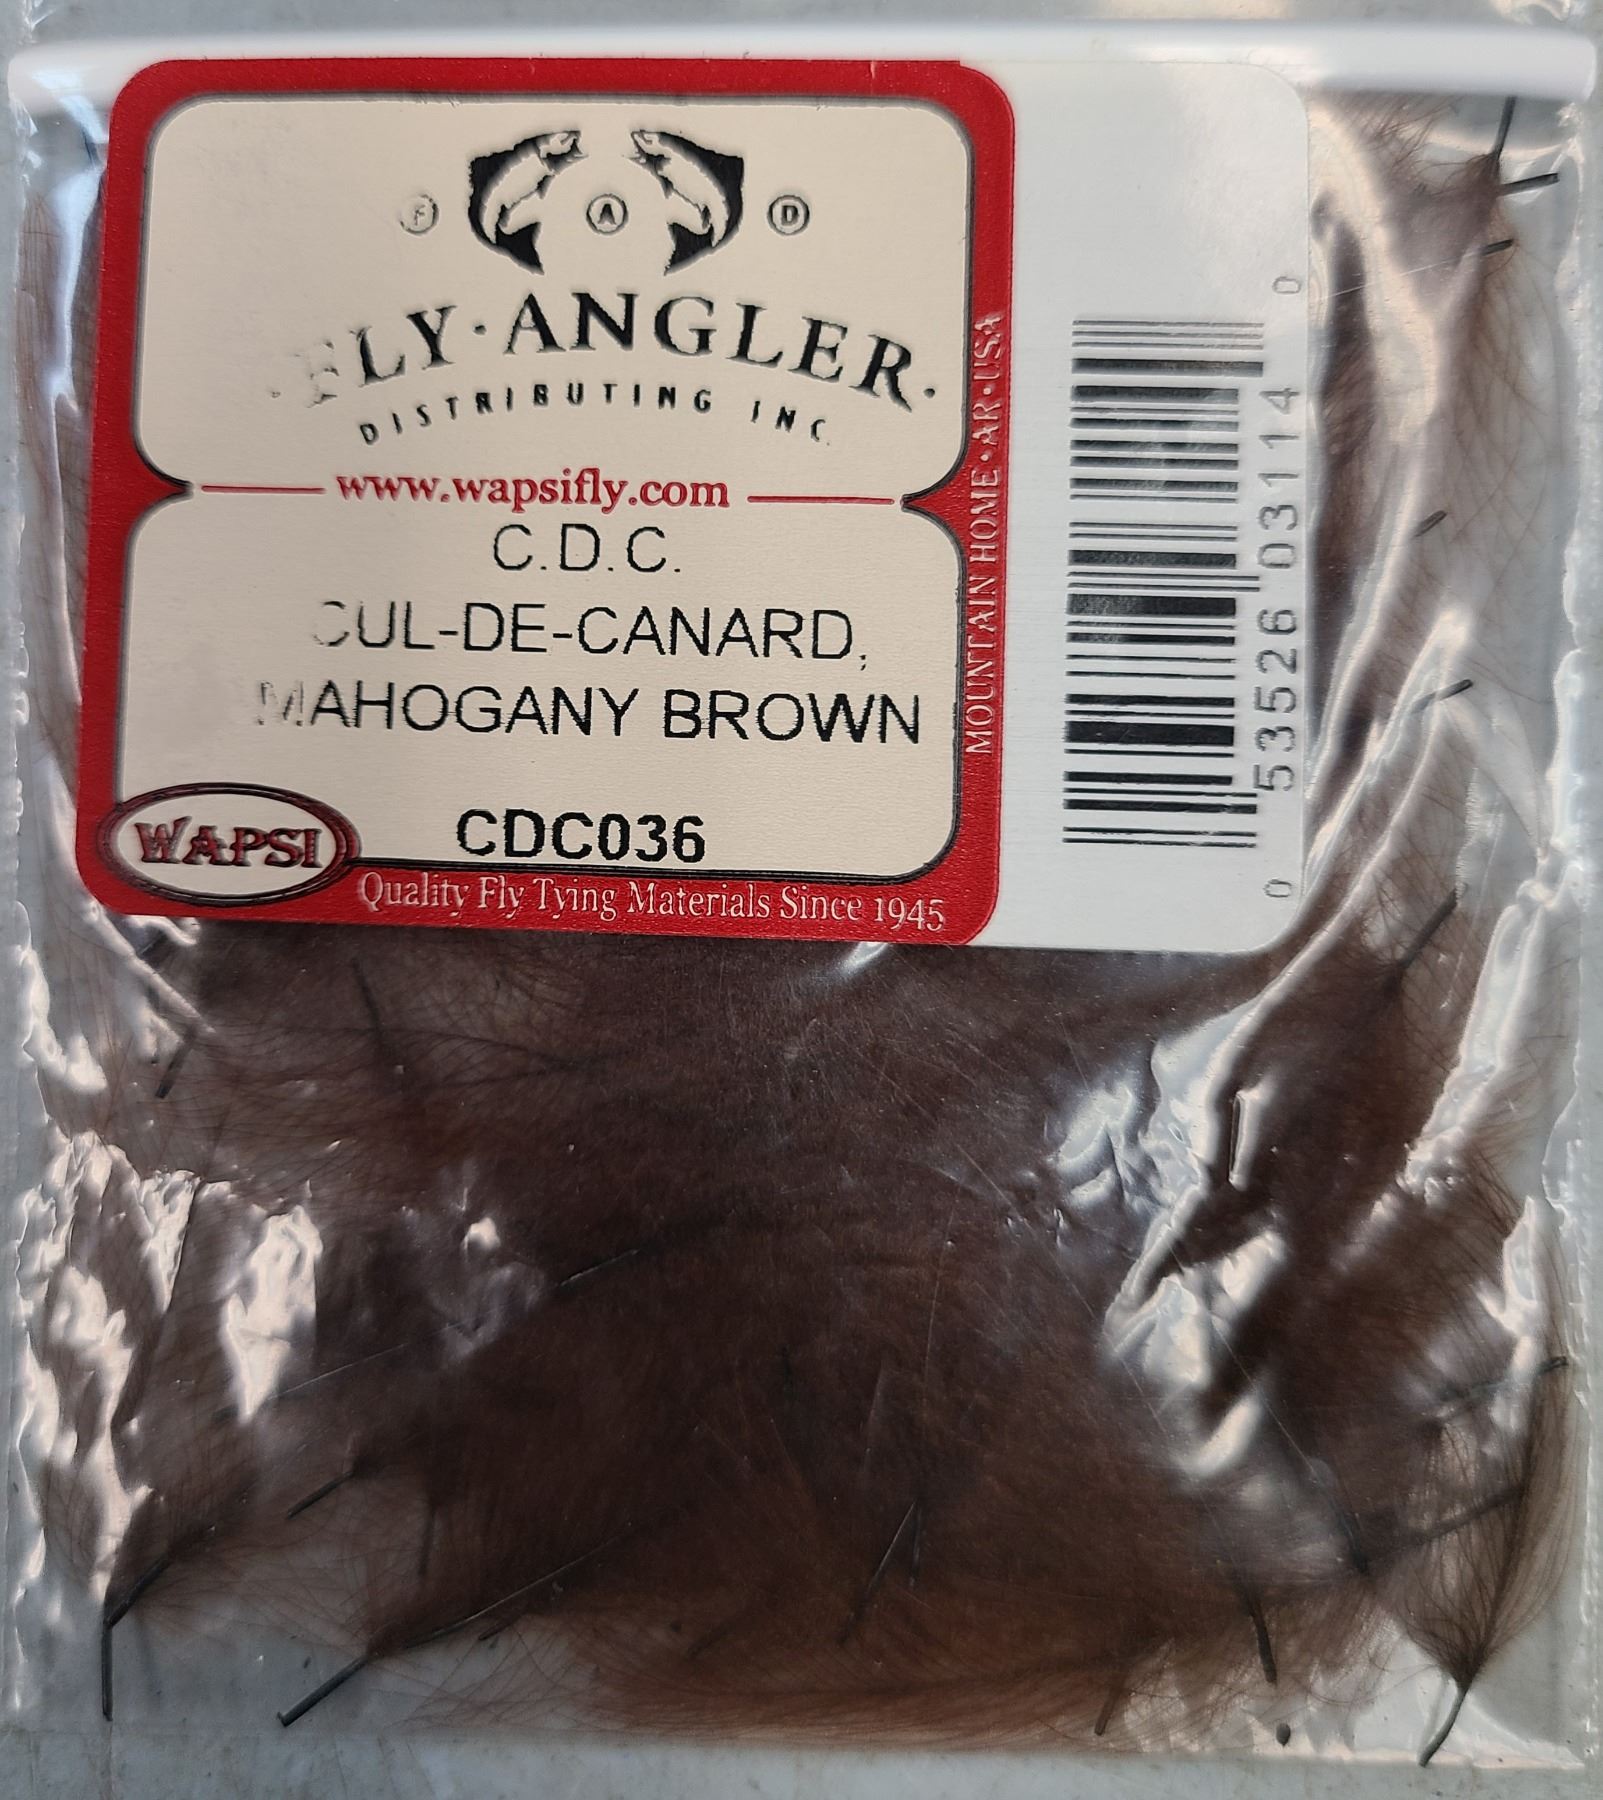 F A D
FLY·ANGLER
DISTRIBUTING INC.
www.wapsifly.com
C.D.C.
CUL-DE-CANARD,
MAHOGANY BROWN
CDC036
WAPSI
Quality Fly Tying Materials Since 1945
MOUNTAIN HOME·AR·USA
0 53526 03114 0